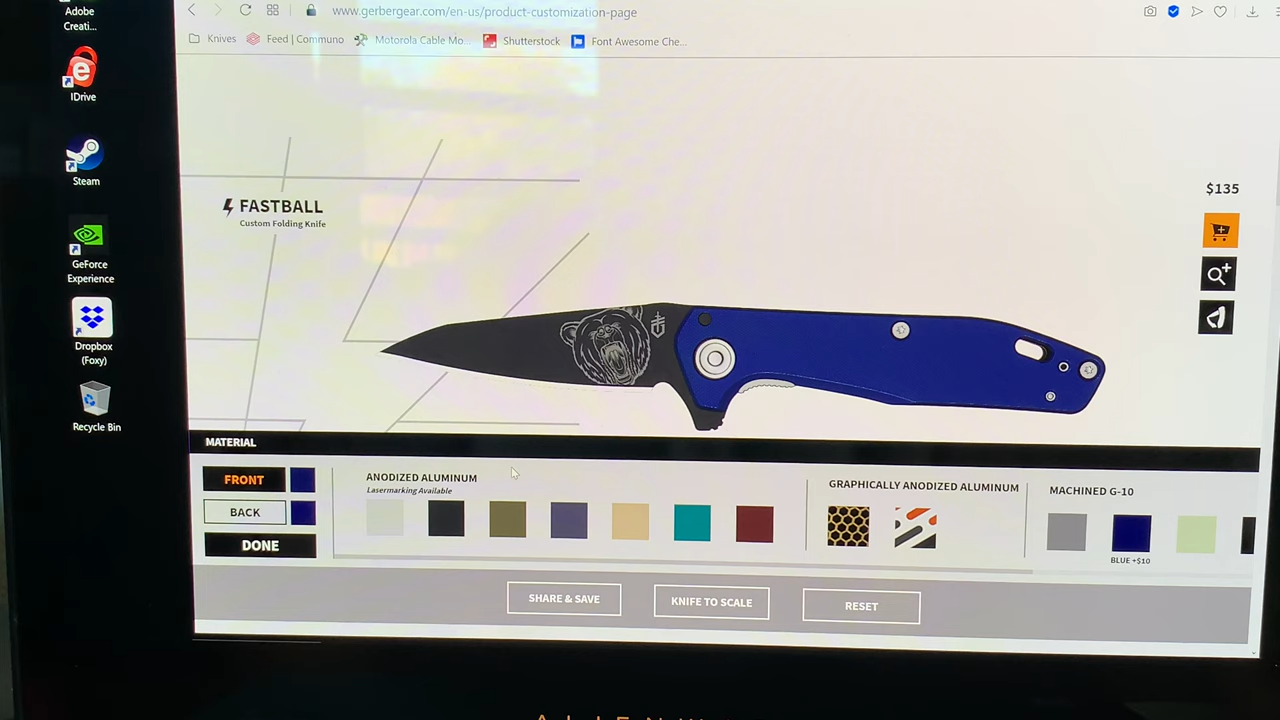 Adobe
Creati...
IDrive
Steam
GeForce
Experience
Dropbox
(Foxy)
Recycle Bin
www.gerbergear.com/en-us/product-customization-page
Knives
Feed | Communo
Motorola Cable Mo...
Shutterstock
Font Awesome Che...
FASTBALL
Custom Folding Knife
$135
MATERIAL
FRONT
BACK
DONE
ANODIZED ALUMINUM
Lasermarking Available
GRAPHICALLY ANODIZED ALUMINUM
MACHINED G-10
BLUE +$10
SHARE & SAVE
KNIFE TO SCALE
RESET